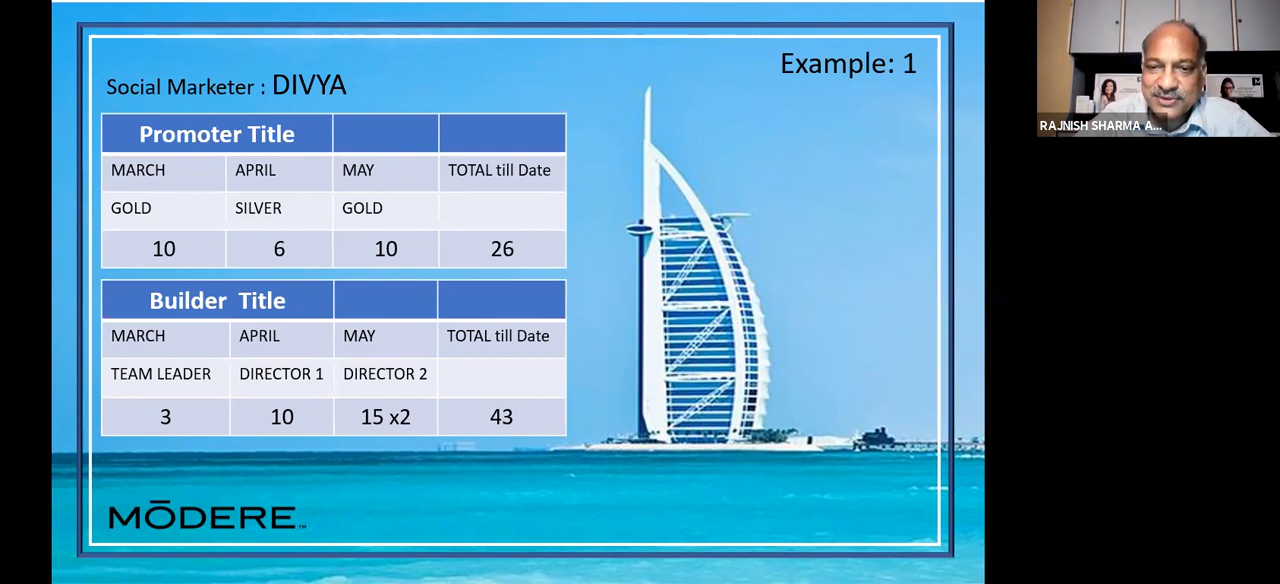 Example: 1
Social Marketer : DIVYA
Promoter Title
MARCH APRIL MAY TOTAL till Date
GOLD SILVER GOLD
10 6 10 26
Builder Title
MARCH APRIL MAY TOTAL till Date
TEAM LEADER DIRECTOR 1 DIRECTOR 2
3 10 15 x2 43
MŌDERE™
RAJNISH SHARMA A...